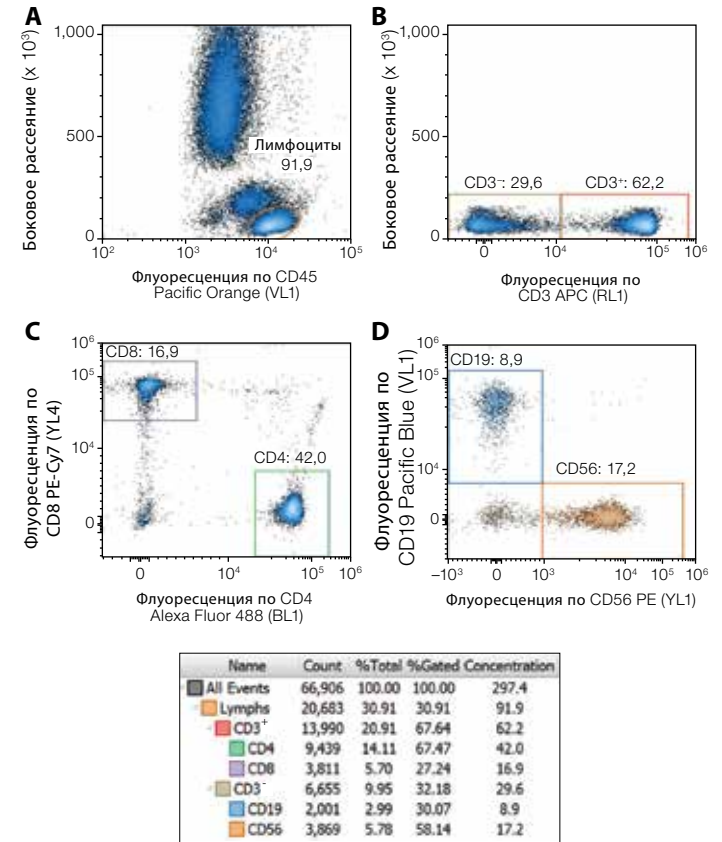 A
Боковое рассеяние (x 10³)
1,000
500
0
Лимфоциты
91,9
10² 10³ 10⁴ 10⁵
Флуоресценция по CD45
Pacific Orange (VL1)
B
Боковое рассеяние (x 10³)
1,000
500
0
CD3⁻: 29,6 CD3⁺: 62,2
0 10⁴ 10⁵ 10⁶
Флуоресценция по
CD3 APC (RL1)
C
Флуоресценция по
CD8 PE-Cy7 (YL4)
10⁶
10⁵
10⁴
0
CD8: 16,9
CD4: 42,0
0 10⁴ 10⁵ 10⁶
Флуоресценция по CD4
Alexa Fluor 488 (BL1)
D
Флуоресценция по
CD19 Pacific Blue (VL1)
10⁶
10⁵
10⁴
0
CD19: 8,9
CD56: 17,2
−10³ 0 10³ 10⁴ 10⁵ 10⁶
Флуоресценция по CD56 PE (YL1)
Name Count %Total %Gated Concentration
All Events 66,906 100.00 100.00 297.4
Lymphs 20,683 30.91 30.91 91.9
CD3⁺ 13,990 20.91 67.64 62.2
CD4 9,439 14.11 67.47 42.0
CD8 3,811 5.70 27.24 16.9
CD3⁻ 6,655 9.95 32.18 29.6
CD19 2,001 2.99 30.07 8.9
CD56 3,869 5.78 58.14 17.2